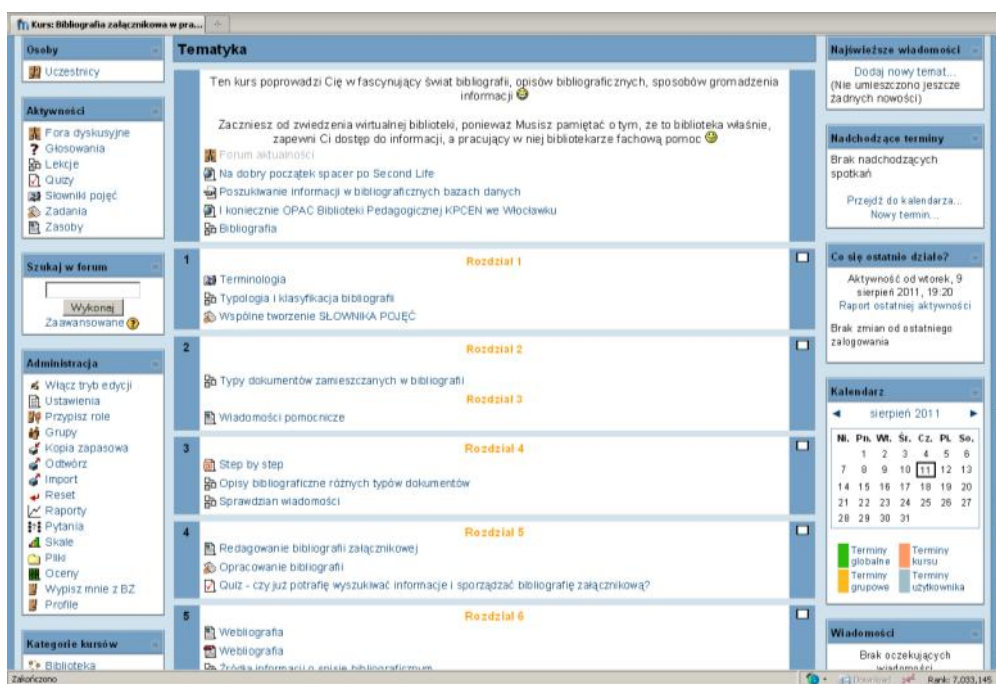 Kurs: Bibliografia załącznikowa w pra...
Osoby
Uczestnicy
Aktywności
Fora dyskusyjne
Głosowania
Lekcje
Quizy
Słowniki pojęć
Zadania
Zasoby
Szukaj w forum
Wykonaj
Zaawansowane
Administracja
Włącz tryb edycji
Ustawienia
Przypisz role
Grupy
Kopia zapasowa
Odtwórz
Import
Reset
Raporty
Pytania
Skale
Pliki
Oceny
Wypisz mnie z BZ
Profile
Kategorie kursów
Biblioteka
Tematyka
Ten kurs poprowadzi Cię w fascynujący świat bibliografii, opisów bibliograficznych, sposobów gromadzenia
informacji
Zaczniesz od zwiedzenia wirtualnej biblioteki, ponieważ Musisz pamiętać o tym, że to biblioteka właśnie,
zapewni Ci dostęp do informacji, a pracujący w niej bibliotekarze fachową pomoc
Forum aktualności
Na dobry początek spacer po Second Life
Poszukiwanie informacji w bibliograficznych bazach danych
I koniecznie OPAC Biblioteki Pedagogicznej KPCEN we Włocławku
Bibliografia
1
Rozdział 1
Terminologia
Typologia i klasyfikacja bibliografii
Wspólne tworzenie SŁOWNIKA POJĘĆ
2
Rozdział 2
Typy dokumentów zamieszczanych w bibliografii
Rozdział 3
Wiadomości pomocnicze
3
Rozdział 4
Step by step
Opisy bibliograficzne różnych typów dokumentów
Sprawdzian wiadomości
4
Rozdział 5
Redagowanie bibliografii załącznikowej
Opracowanie bibliografii
Quiz - czy już potrafię wyszukiwać informacje i sporządzać bibliografię załącznikową?
5
Rozdział 6
Webliografia
Webliografia
Źródła informacji o spisie bibliograficznym
Najświeższe wiadomości
Dodaj nowy temat...
(Nie umieszczono jeszcze
żadnych nowości)
Nadchodzące terminy
Brak nadchodzących
spotkań
Przejdź do kalendarza...
Nowy termin...
Co się ostatnio działo?
Aktywność od wtorek, 9
sierpień 2011, 19:20
Raport ostatniej aktywności
Brak zmian od ostatniego
zalogowania
Kalendarz
◄ sierpień 2011 ►
Ni. Pn. Wt. Śr. Cz. Pt. So.
1 2 3 4 5 6
7 8 9 10 11 12 13
14 15 16 17 18 19 20
21 22 23 24 25 26 27
28 29 30 31
Terminy globalne
Terminy kursu
Terminy grupowe
Terminy użytkownika
Wiadomości
Brak oczekujących
wiadomości
Zakończono
Download
Rank: 7,033,145